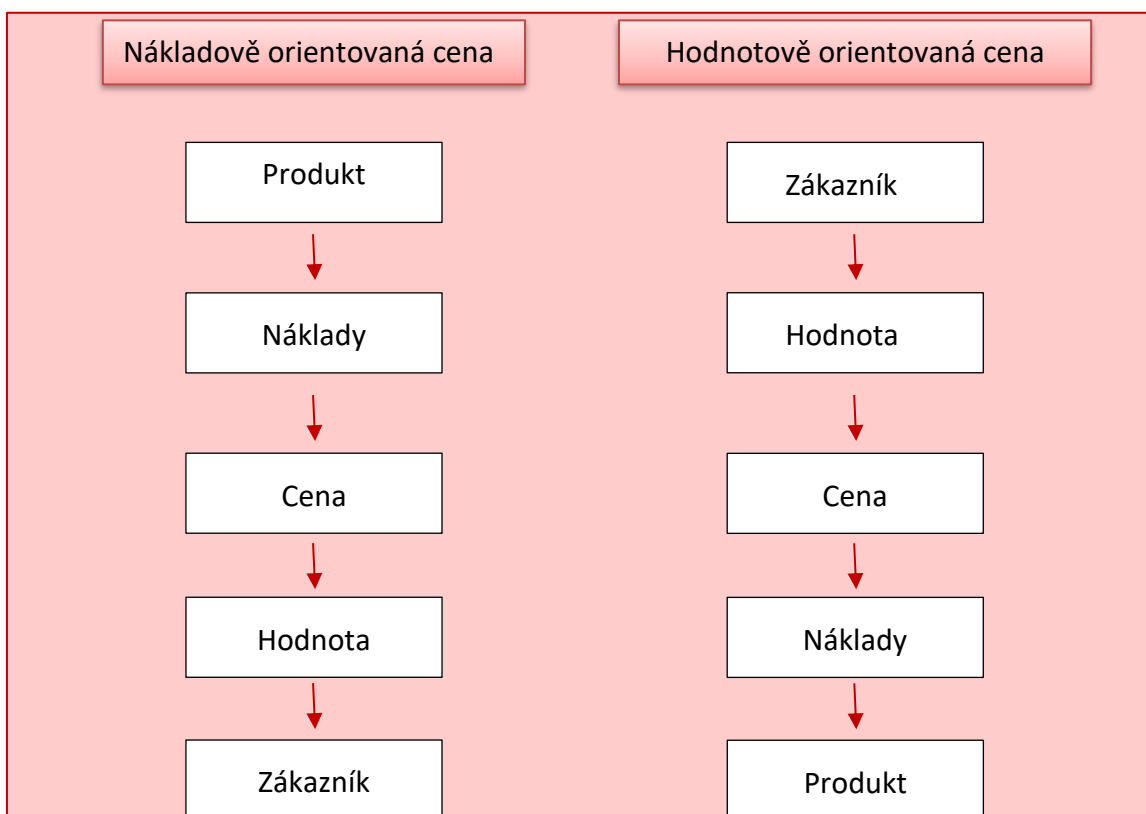 Nákladově orientovaná cena
Produkt
Náklady
Cena
Hodnota
Zákazník
Hodnotově orientovaná cena
Zákazník
Hodnota
Cena
Náklady
Produkt